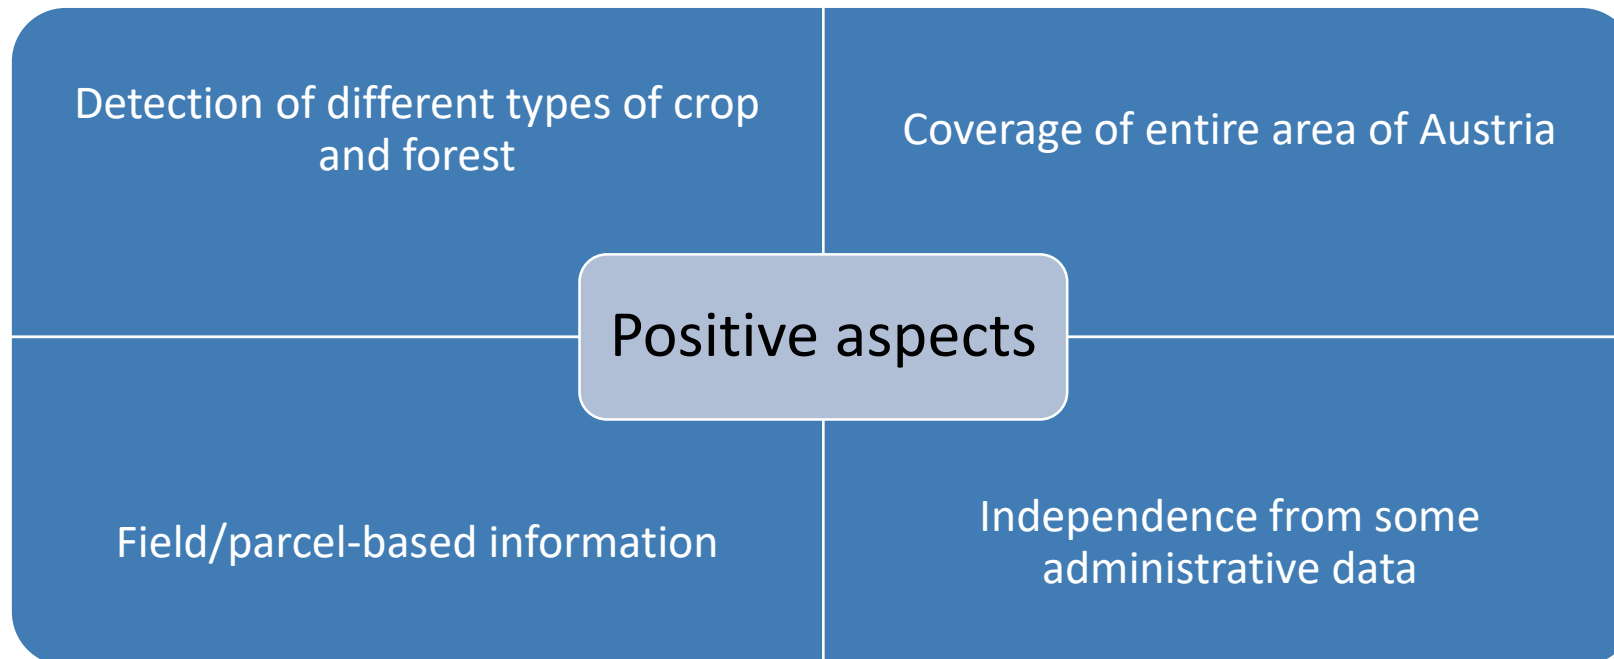 Detection of different types of crop
and forest
Coverage of entire area of Austria
Positive aspects
Field/parcel-based information
Independence from some
administrative data